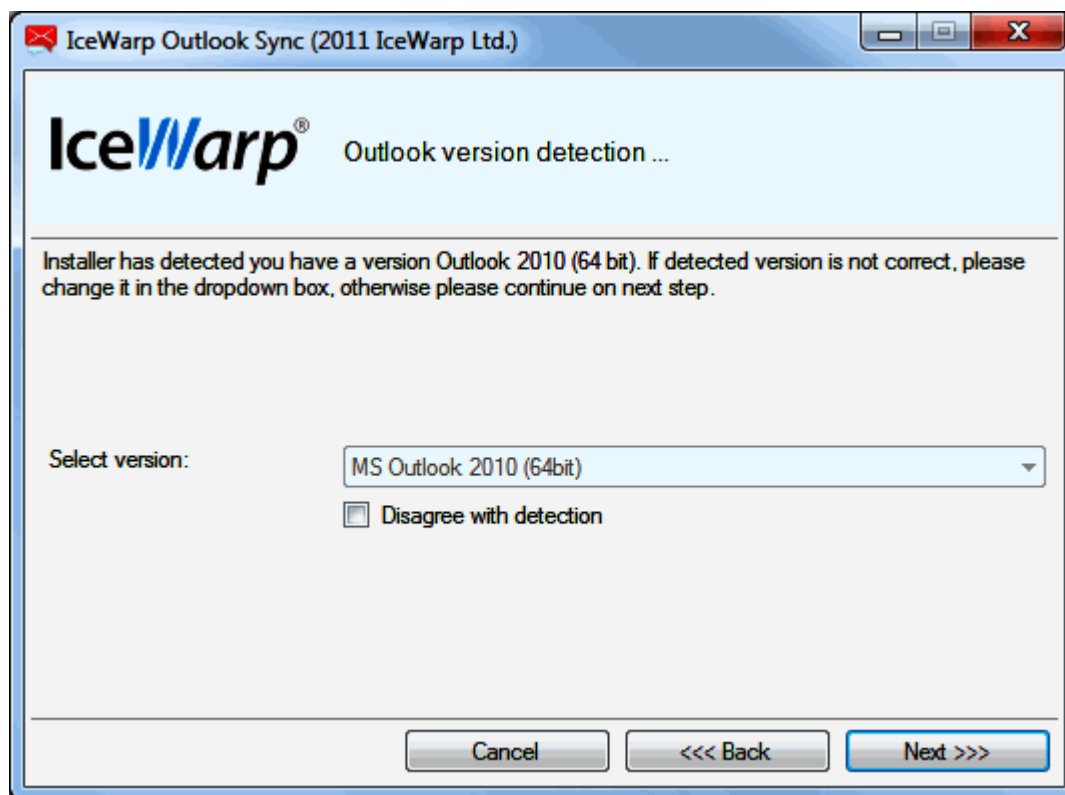 IceWarp Outlook Sync (2011 IceWarp Ltd.)
IceWarp®
Outlook version detection ...
Installer has detected you have a version Outlook 2010 (64 bit). If detected version is not correct, please
change it in the dropdown box, otherwise please continue on next step.
Select version:
MS Outlook 2010 (64bit)
Disagree with detection
Cancel
<<< Back
Next >>>